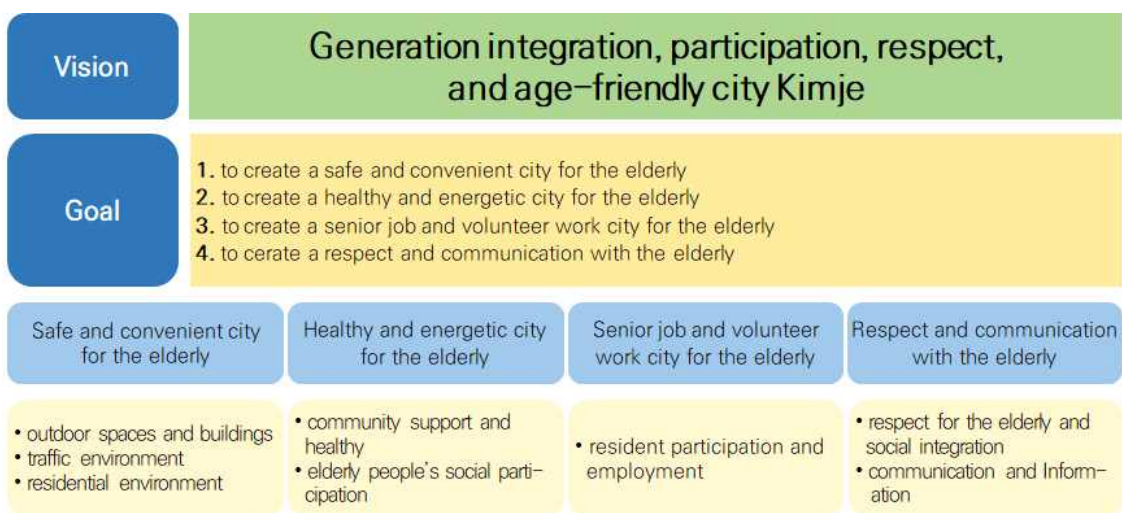 Vision
Generation integration, participation, respect,
and age-friendly city Kimje
Goal
1. to create a safe and convenient city for the elderly
2. to create a healthy and energetic city for the elderly
3. to create a senior job and volunteer work city for the elderly
4. to cerate a respect and communication with the elderly
Safe and convenient city
for the elderly
Healthy and energetic city
for the elderly
Senior job and volunteer
work city for the elderly
Respect and communication
with the elderly
• outdoor spaces and buildings
• traffic environment
• residential environment
• community support and
healthy
• elderly people's social parti-
cipation
• resident participation and
employment
• respect for the elderly and
social integration
• communication and Inform-
ation